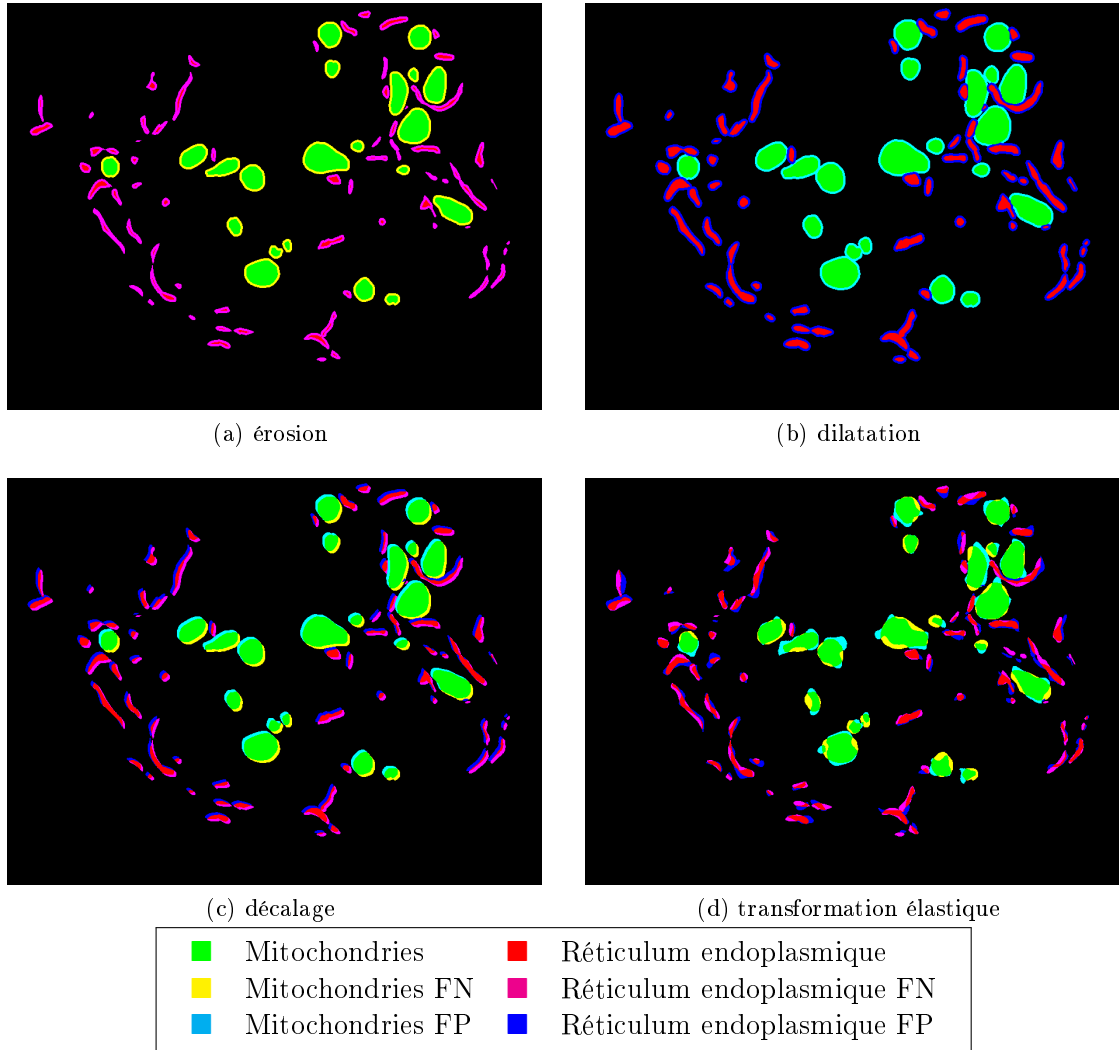 (a) érosion
(b) dilatation
(c) décalage
(d) transformation élastique
Mitochondries
Réticulum endoplasmique
Mitochondries FN
Réticulum endoplasmique FN
Mitochondries FP
Réticulum endoplasmique FP